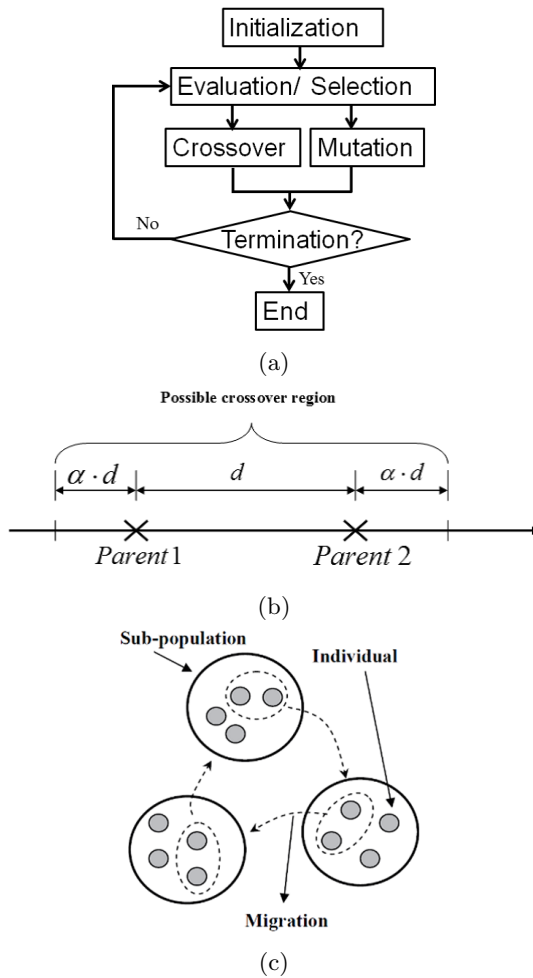 Initialization
Evaluation/ Selection
Crossover Mutation
No
Termination?
Yes
End
(a)
Possible crossover region
α · d d α · d
Parent 1 Parent 2
(b)
Sub-population
Individual
Migration
(c)